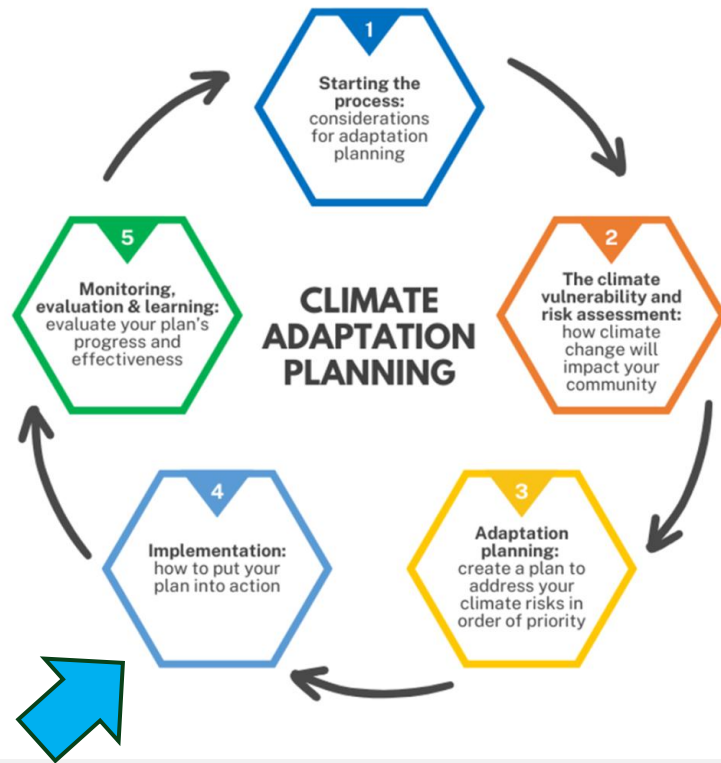 1
Starting the
process:
considerations
for adaptation
planning
2
The climate
vulnerability and
risk assessment:
how climate
change will
impact your
community
3
Adaptation
planning:
create a plan to
address your
climate risks in
order of priority
4
Implementation:
how to put your
plan into action
5
Monitoring,
evaluation & learning:
evaluate your plan's
progress and
effectiveness
CLIMATE
ADAPTATION
PLANNING